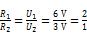 R₁/R₂ = U₁/U₂ = 6 V/3 V = 2/1